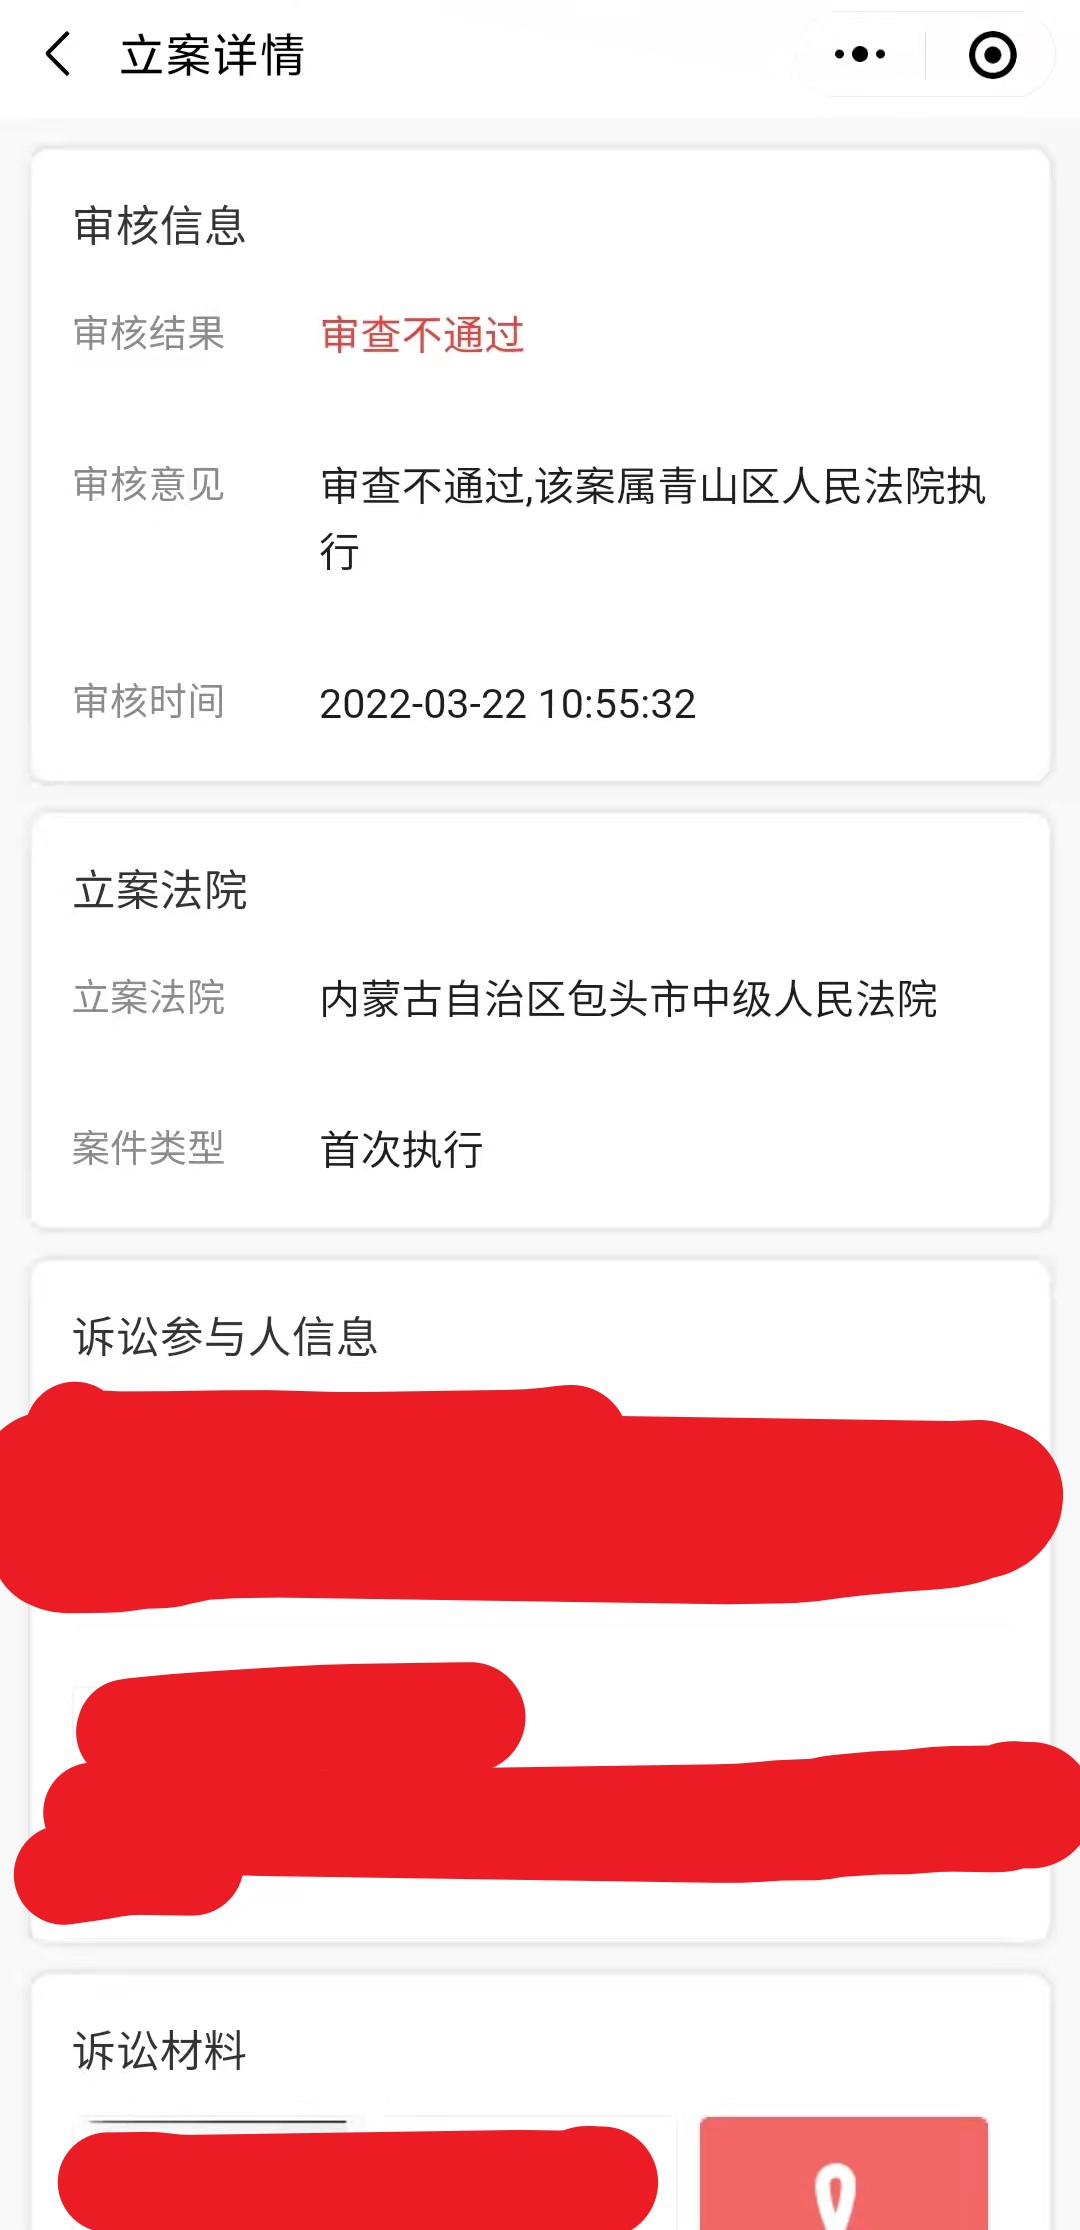 立案详情
审核信息
审核结果 审查不通过
审核意见 审查不通过,该案属青山区人民法院执
行
审核时间 2022-03-22 10:55:32
立案法院
立案法院 内蒙古自治区包头市中级人民法院
案件类型 首次执行
诉讼参与人信息
诉讼材料